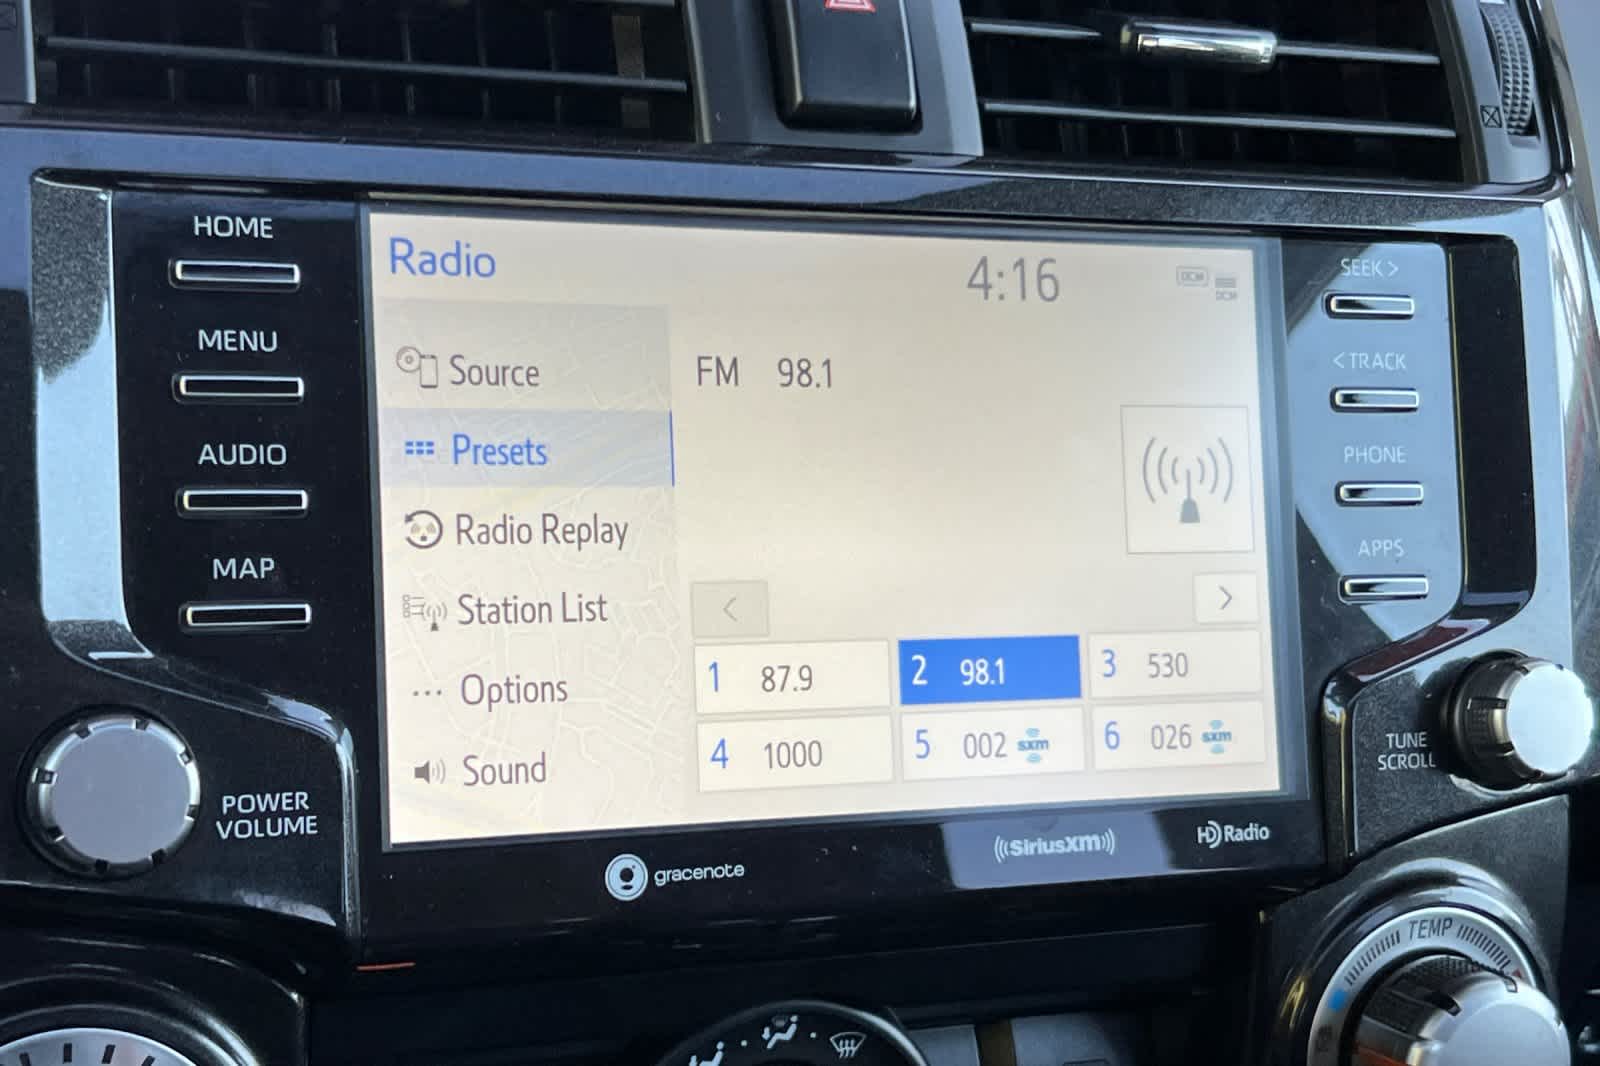 HOME
MENU
AUDIO
MAP
POWER
VOLUME
Radio
4:16
DCM
DCM
Source
Presets
Radio Replay
Station List
Options
Sound
FM 98.1
1 87.9
2 98.1
3 530
4 1000
5 002 sxm
6 026 sxm
gracenote
((SiriusXM))
HD Radio
SEEK >
< TRACK
PHONE
APPS
TUNE
SCROLL
TEMP